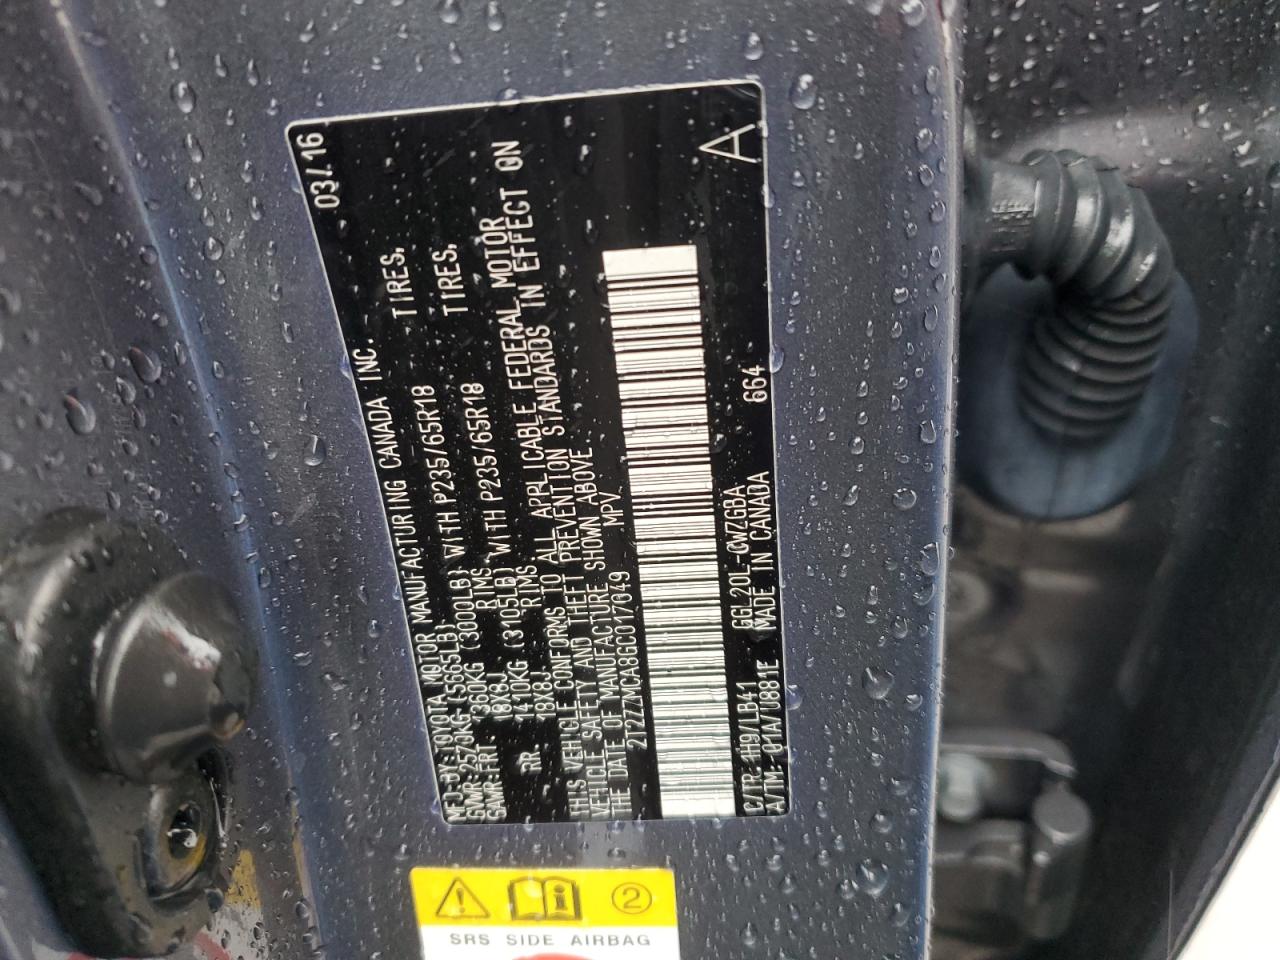 MFD.BY:TOYOTA MOTOR MANUFACTURING CANADA INC. 03/16
GVWR:2570KG (5665LB)
GAWR:FRT. 1360KG (3000LB) WITH P235/65R18 TIRES,
18X8J RIMS,
RR. 1410KG (3105LB) WITH P235/65R18 TIRES,
18X8J RIMS,
THIS VEHICLE CONFORMS TO ALL APPLICABLE FEDERAL MOTOR
VEHICLE SAFETY AND THEFT PREVENTION STANDARDS IN EFFECT ON
THE DATE OF MANUFACTURE SHOWN ABOVE.
2T2ZZMCA8GC017049 MPV
A
C/TR: 1H9/LB41 GGL20L-CWZGBA 664
A/TM:-01A/U881E MADE IN CANADA
2
SRS SIDE AIRBAG